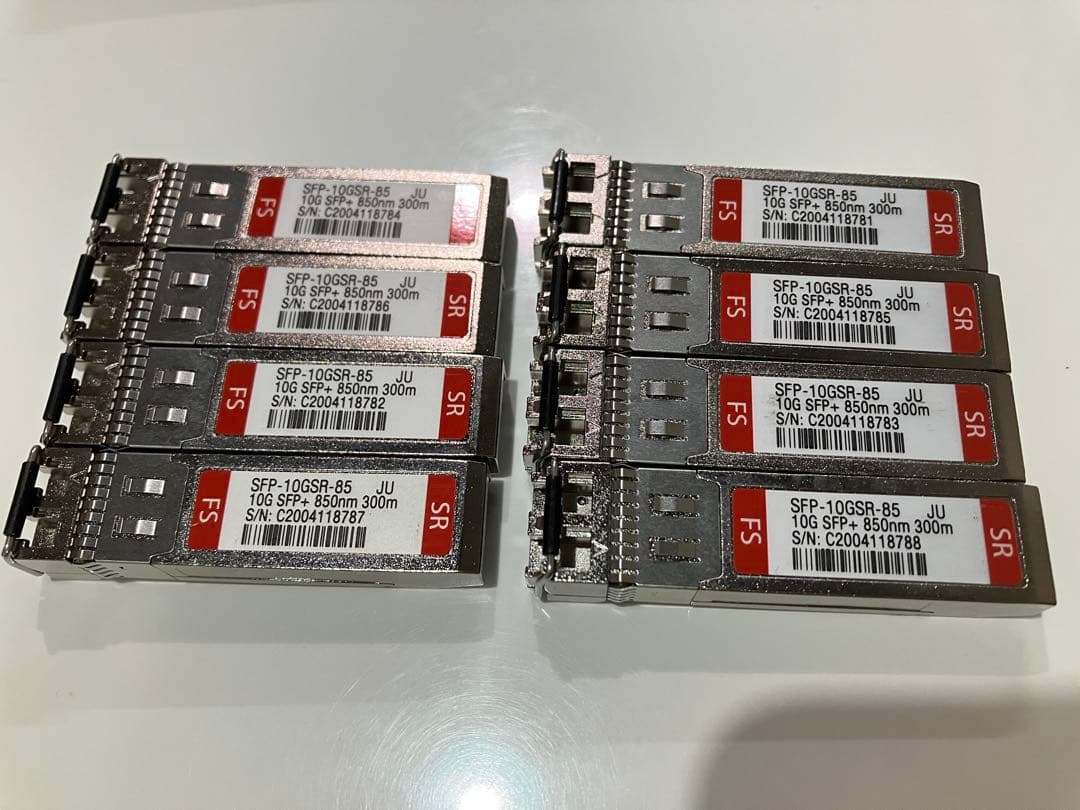 FS
SFP-10GSR-85 JU
10G SFP+ 850nm 300m
S/N: C2004118784
FS
SFP-10GSR-85 JU
10G SFP+ 850nm 300m
S/N: C2004118786
SR
FS
SFP-10GSR-85 JU
10G SFP+ 850nm 300m
S/N: C2004118782
SR
FS
SFP-10GSR-85 JU
10G SFP+ 850nm 300m
S/N: C2004118787
SR
FS
SFP-10GSR-85 JU
10G SFP+ 850nm 300m
S/N: C2004118781
SR
FS
SFP-10GSR-85 JU
10G SFP+ 850nm 300m
S/N: C2004118785
SR
FS
SFP-10GSR-85 JU
10G SFP+ 850nm 300m
S/N: C2004118783
SR
FS
SFP-10GSR-85 JU
10G SFP+ 850nm 300m
S/N: C2004118788
SR